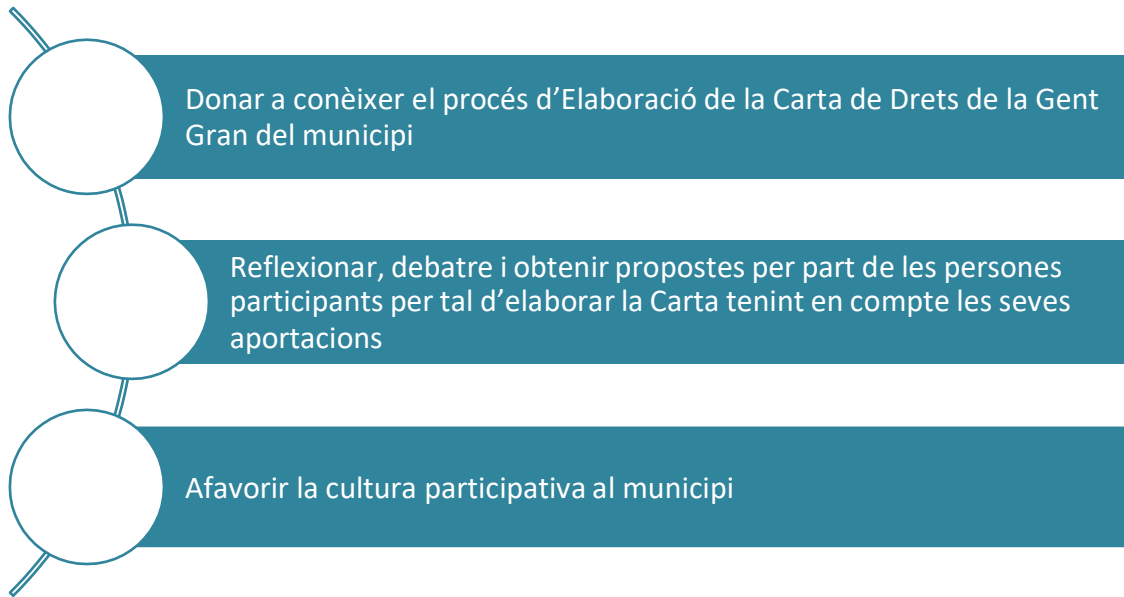 Donar a conèixer el procés d’Elaboració de la Carta de Drets de la Gent
Gran del municipi
Reflexionar, debatre i obtenir propostes per part de les persones
participants per tal d’elaborar la Carta tenint en compte les seves
aportacions
Afavorir la cultura participativa al municipi